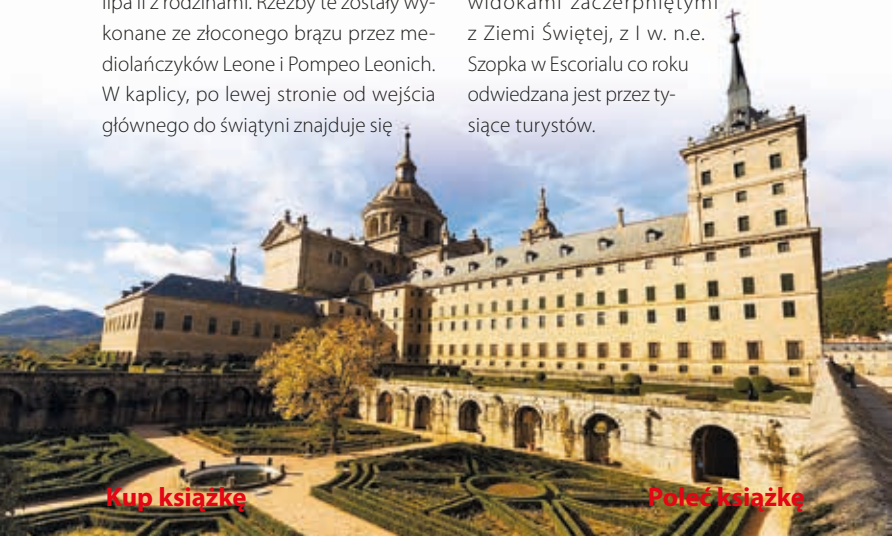 lipa II z rodzinami. Rzeźby te zostały wy-
konane ze złoconego brązu przez me-
diolańczyków Leone i Pompeo Leonich.
W kaplicy, po lewej stronie od wejścia
głównego do świątyni znajduje się
widokami zaczerpniętymi
z Ziemi Świętej, z I w. n.e.
Szopka w Escorialu co roku
odwiedzana jest przez ty-
siące turystów.
Kup książkę
Poleć książkę